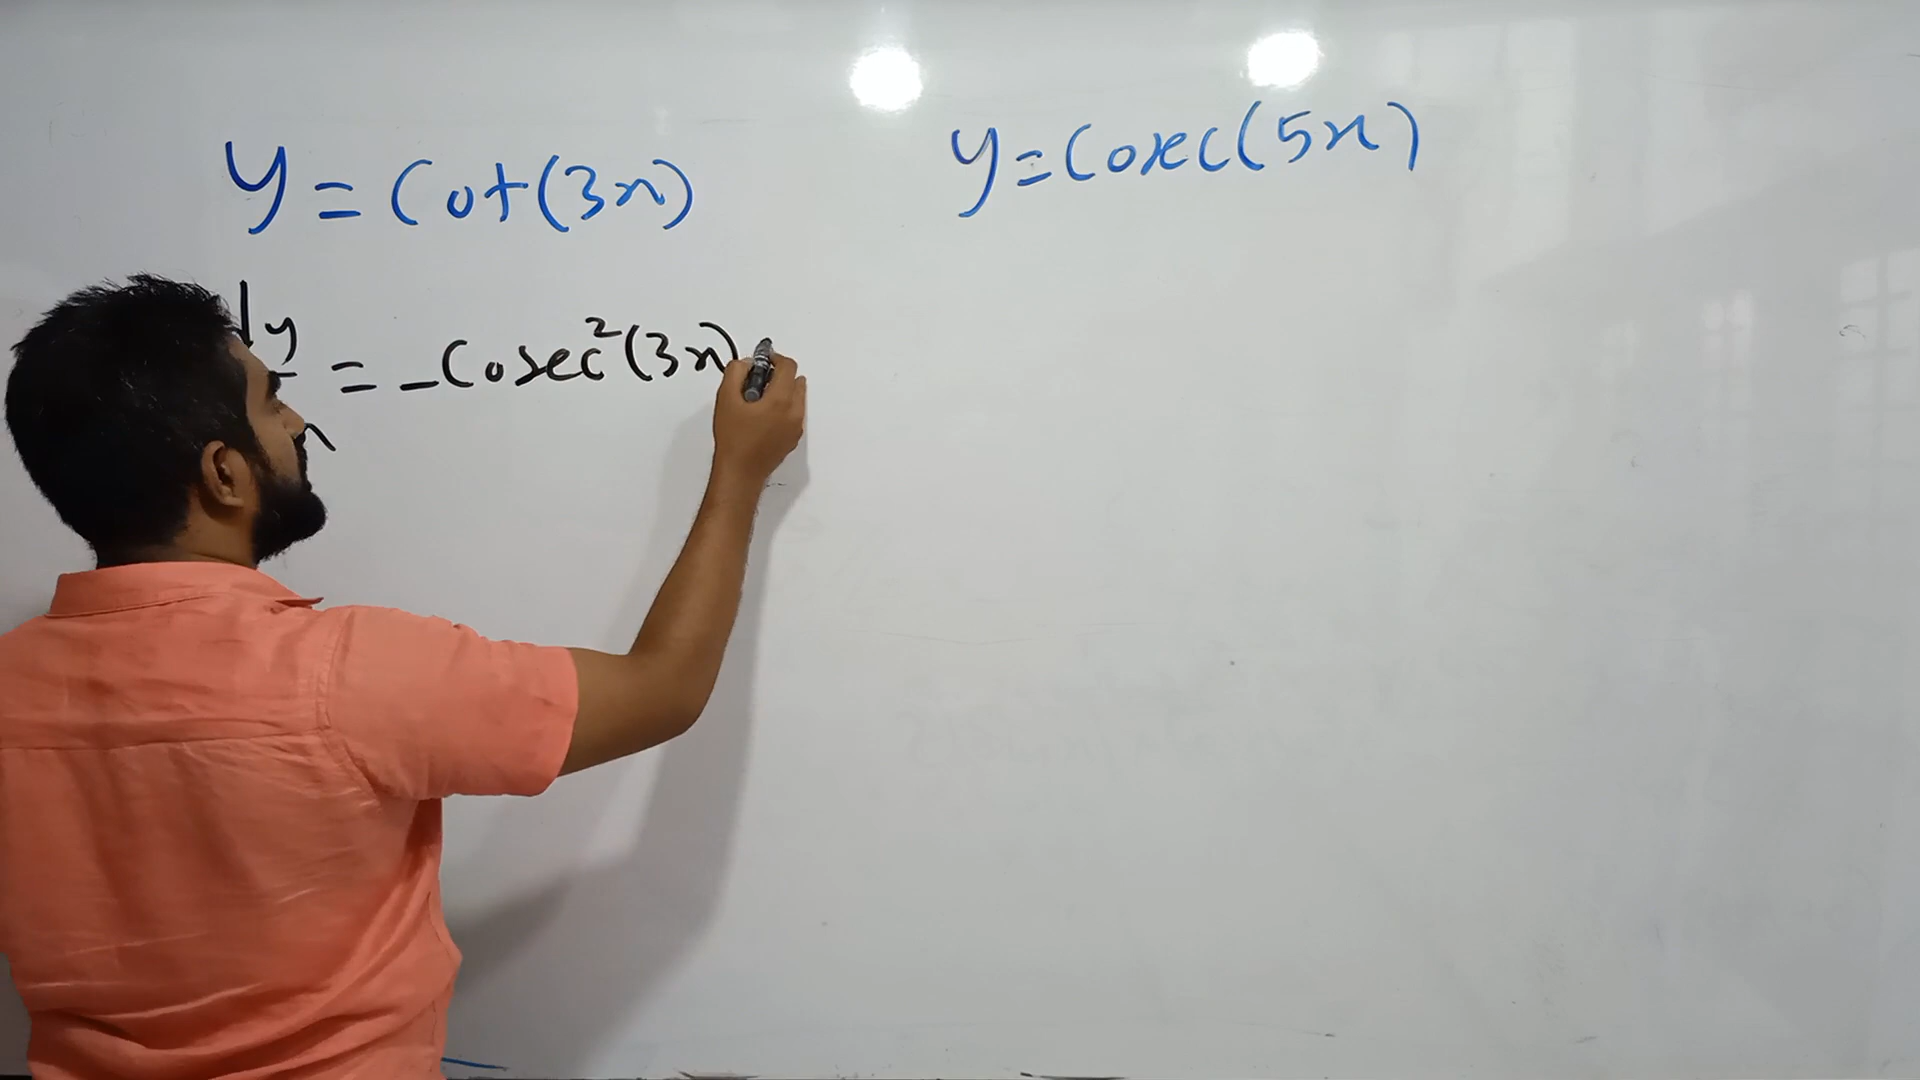 y = Cot(3x)
y = Cosec(5x)
dy = -Cosec²(3x)
x